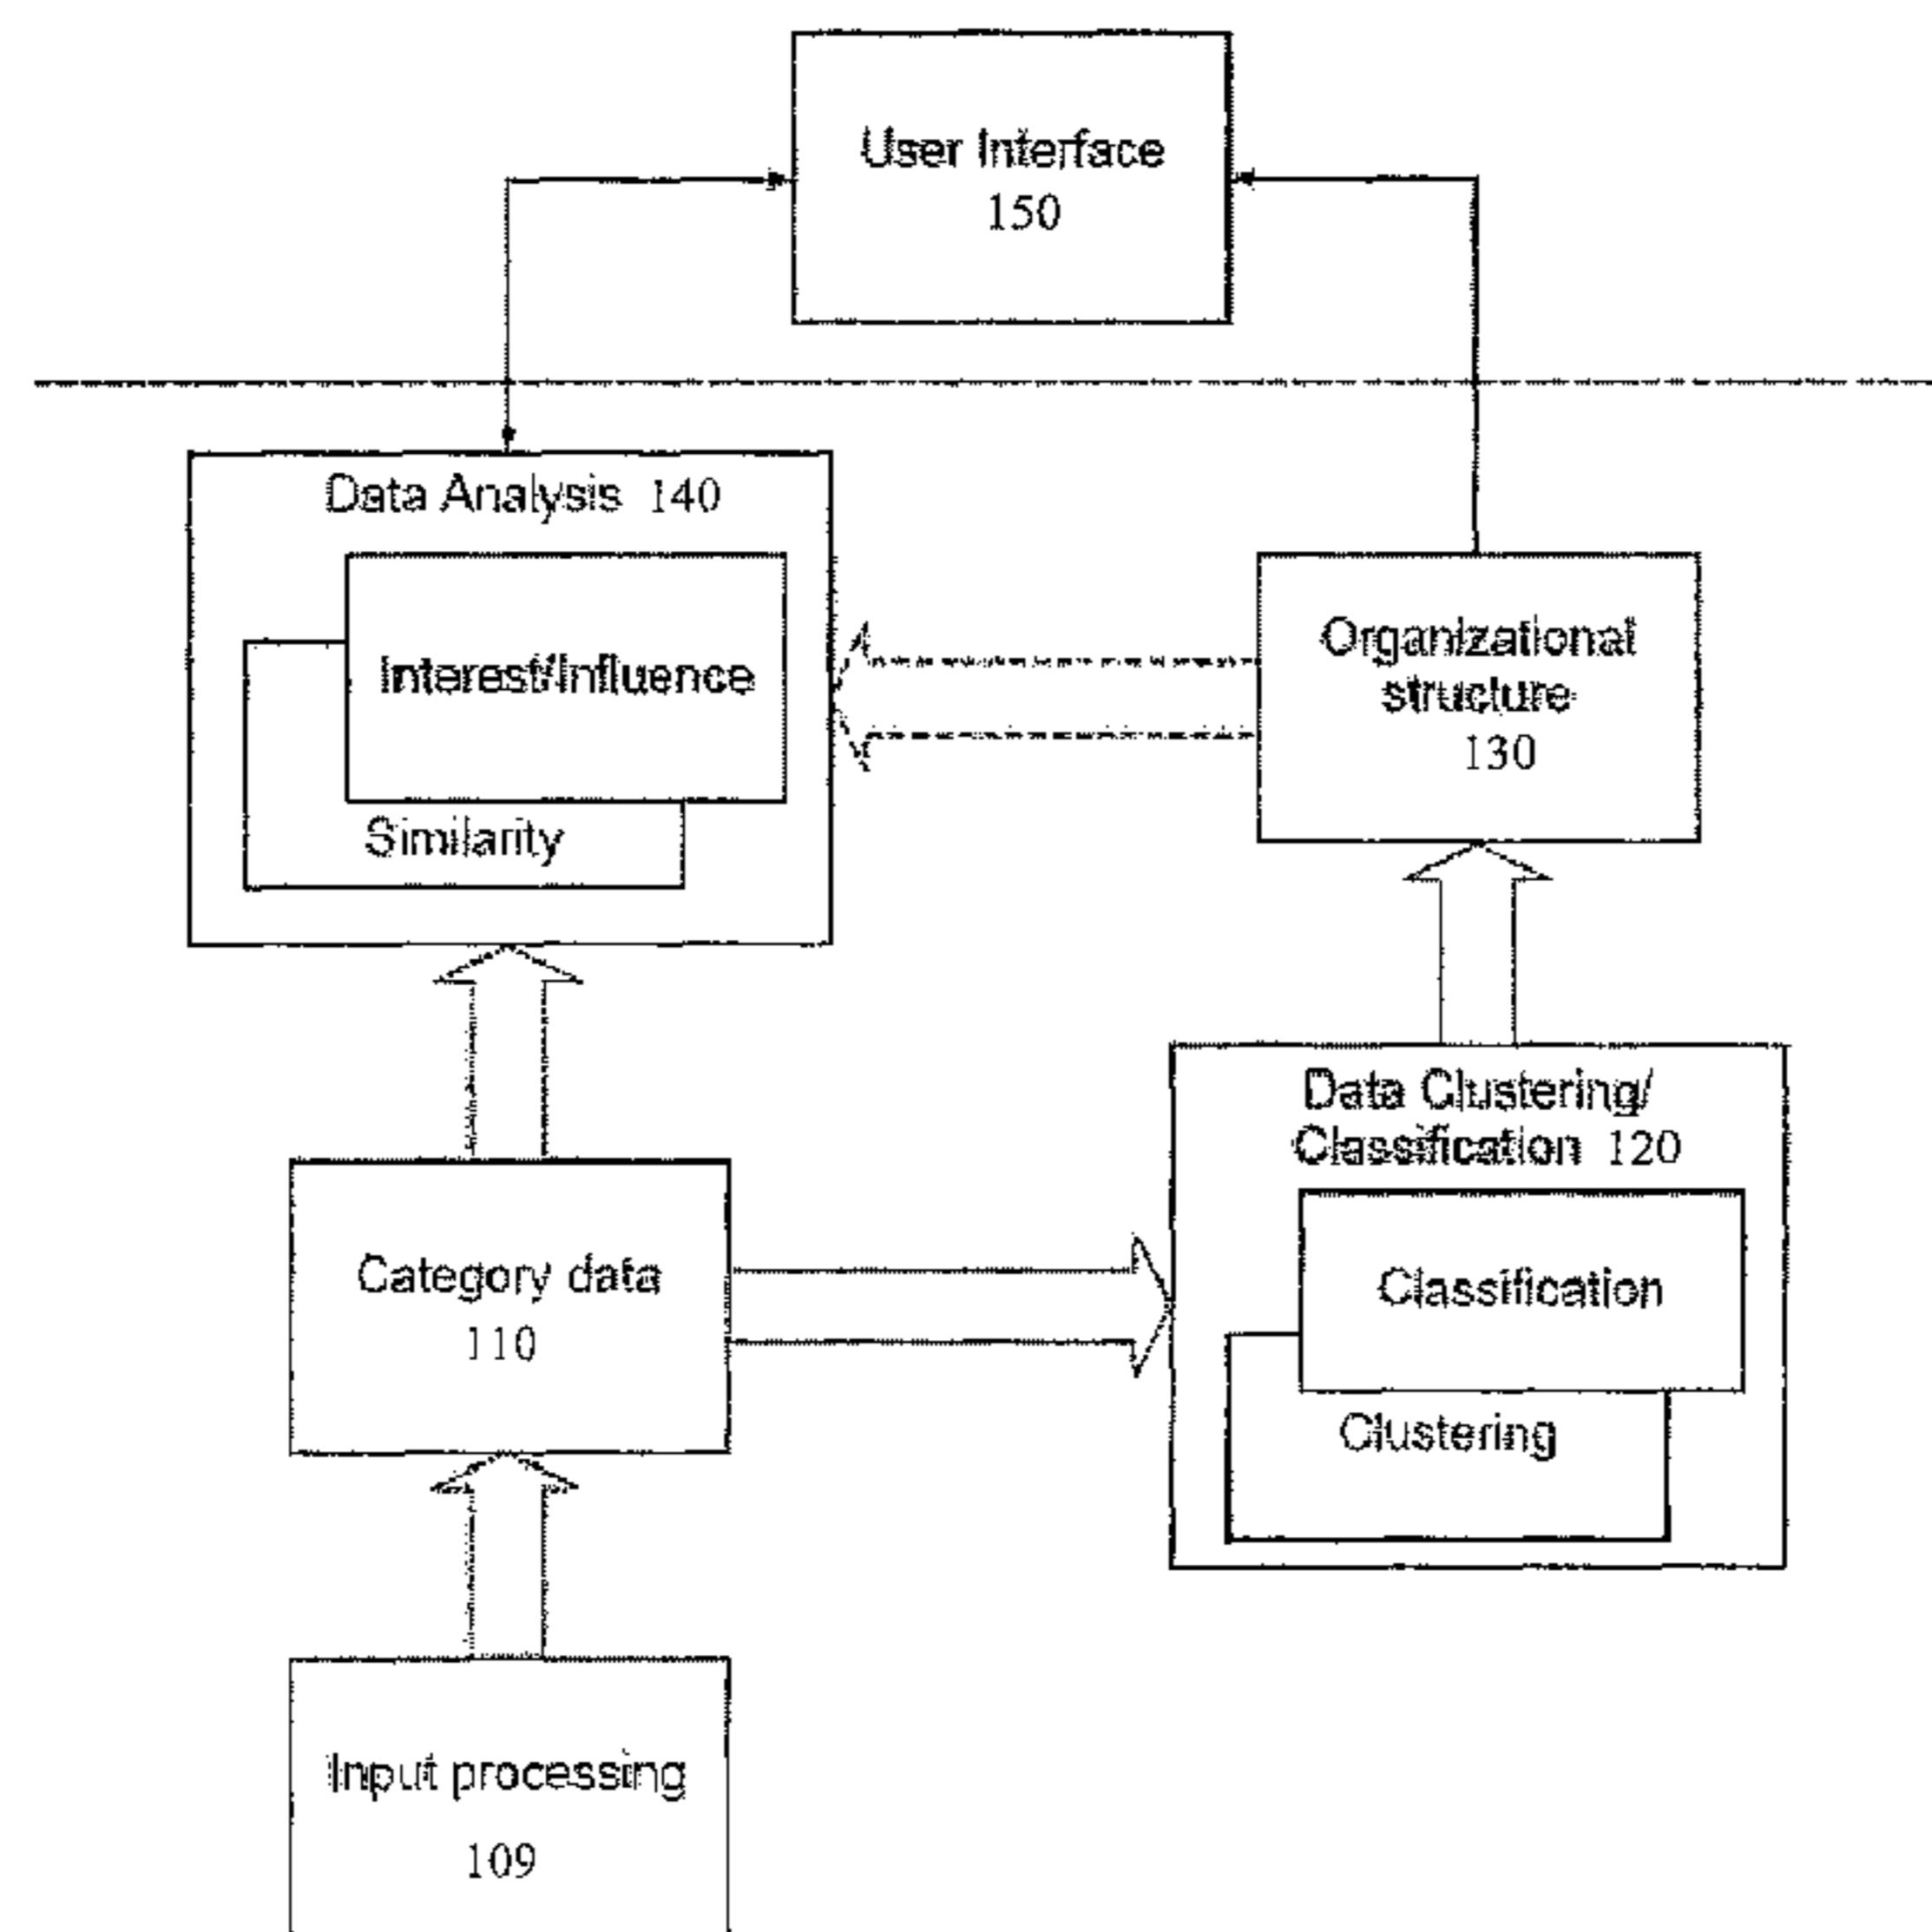 User Interface
150
Data Analysis 140
Interest/Influence
Similarity
Organizational
structure
130
Data Clustering/
Classification 120
Classification
Clustering
Category data
110
Input processing
109